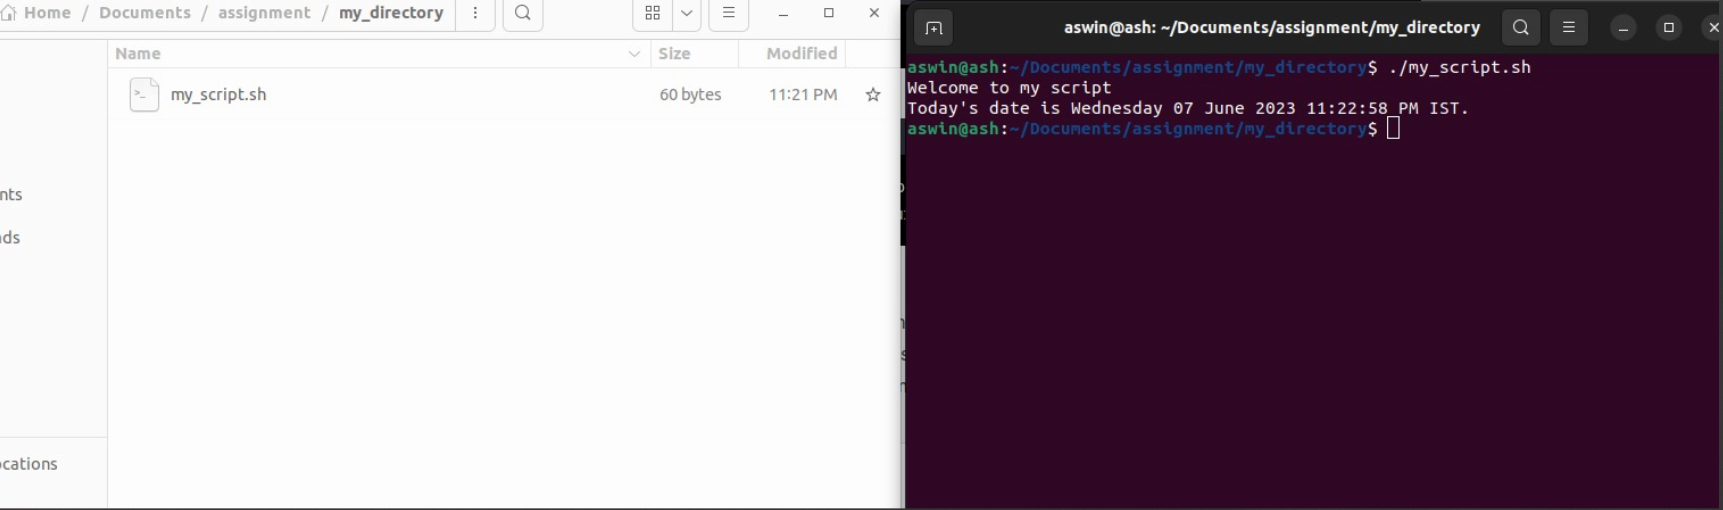 Home / Documents / assignment / my_directory
Name Size Modified
my_script.sh 60 bytes 11:21 PM
nts
ds
ocations
aswin@ash: ~/Documents/assignment/my_directory
aswin@ash:~/Documents/assignment/my_directory$ ./my_script.sh
Welcome to my script
Today's date is Wednesday 07 June 2023 11:22:58 PM IST.
aswin@ash:~/Documents/assignment/my_directory$